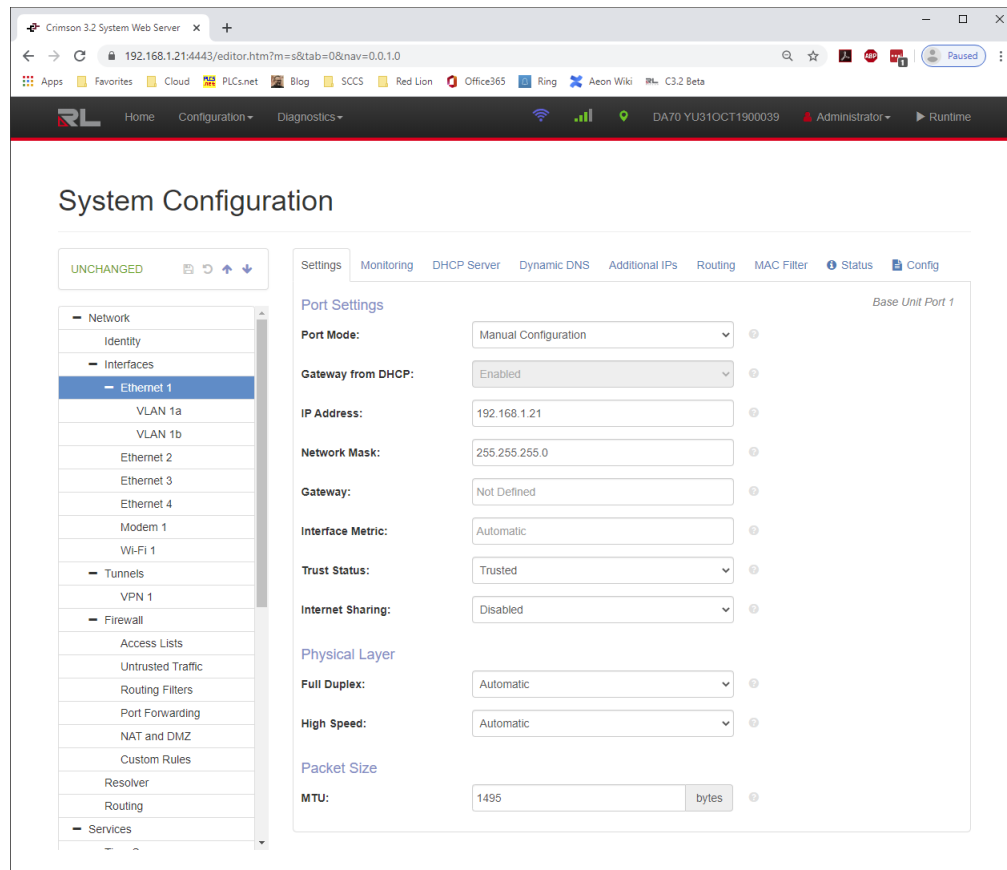 Crimson 3.2 System Web Server
192.168.1.21:4443/editor.htm?m=s&tab=0&nav=0.0.1.0
ABP
1
Paused
Apps Favorites Cloud PLCs.net Blog SCCS Red Lion Office365 Ring Aeon Wiki C3.2 Beta
RL Home Configuration Diagnostics DA70 YU31OCT1900039 Administrator Runtime
System Configuration
UNCHANGED
Network
Identity
Interfaces
Ethernet 1
VLAN 1a
VLAN 1b
Ethernet 2
Ethernet 3
Ethernet 4
Modem 1
Wi-Fi 1
Tunnels
VPN 1
Firewall
Access Lists
Untrusted Traffic
Routing Filters
Port Forwarding
NAT and DMZ
Custom Rules
Resolver
Routing
Services
Settings Monitoring DHCP Server Dynamic DNS Additional IPs Routing MAC Filter Status Config
Port Settings Base Unit Port 1
Port Mode: Manual Configuration
Gateway from DHCP: Enabled
IP Address: 192.168.1.21
Network Mask: 255.255.255.0
Gateway: Not Defined
Interface Metric: Automatic
Trust Status: Trusted
Internet Sharing: Disabled
Physical Layer
Full Duplex: Automatic
High Speed: Automatic
Packet Size
MTU: 1495 bytes